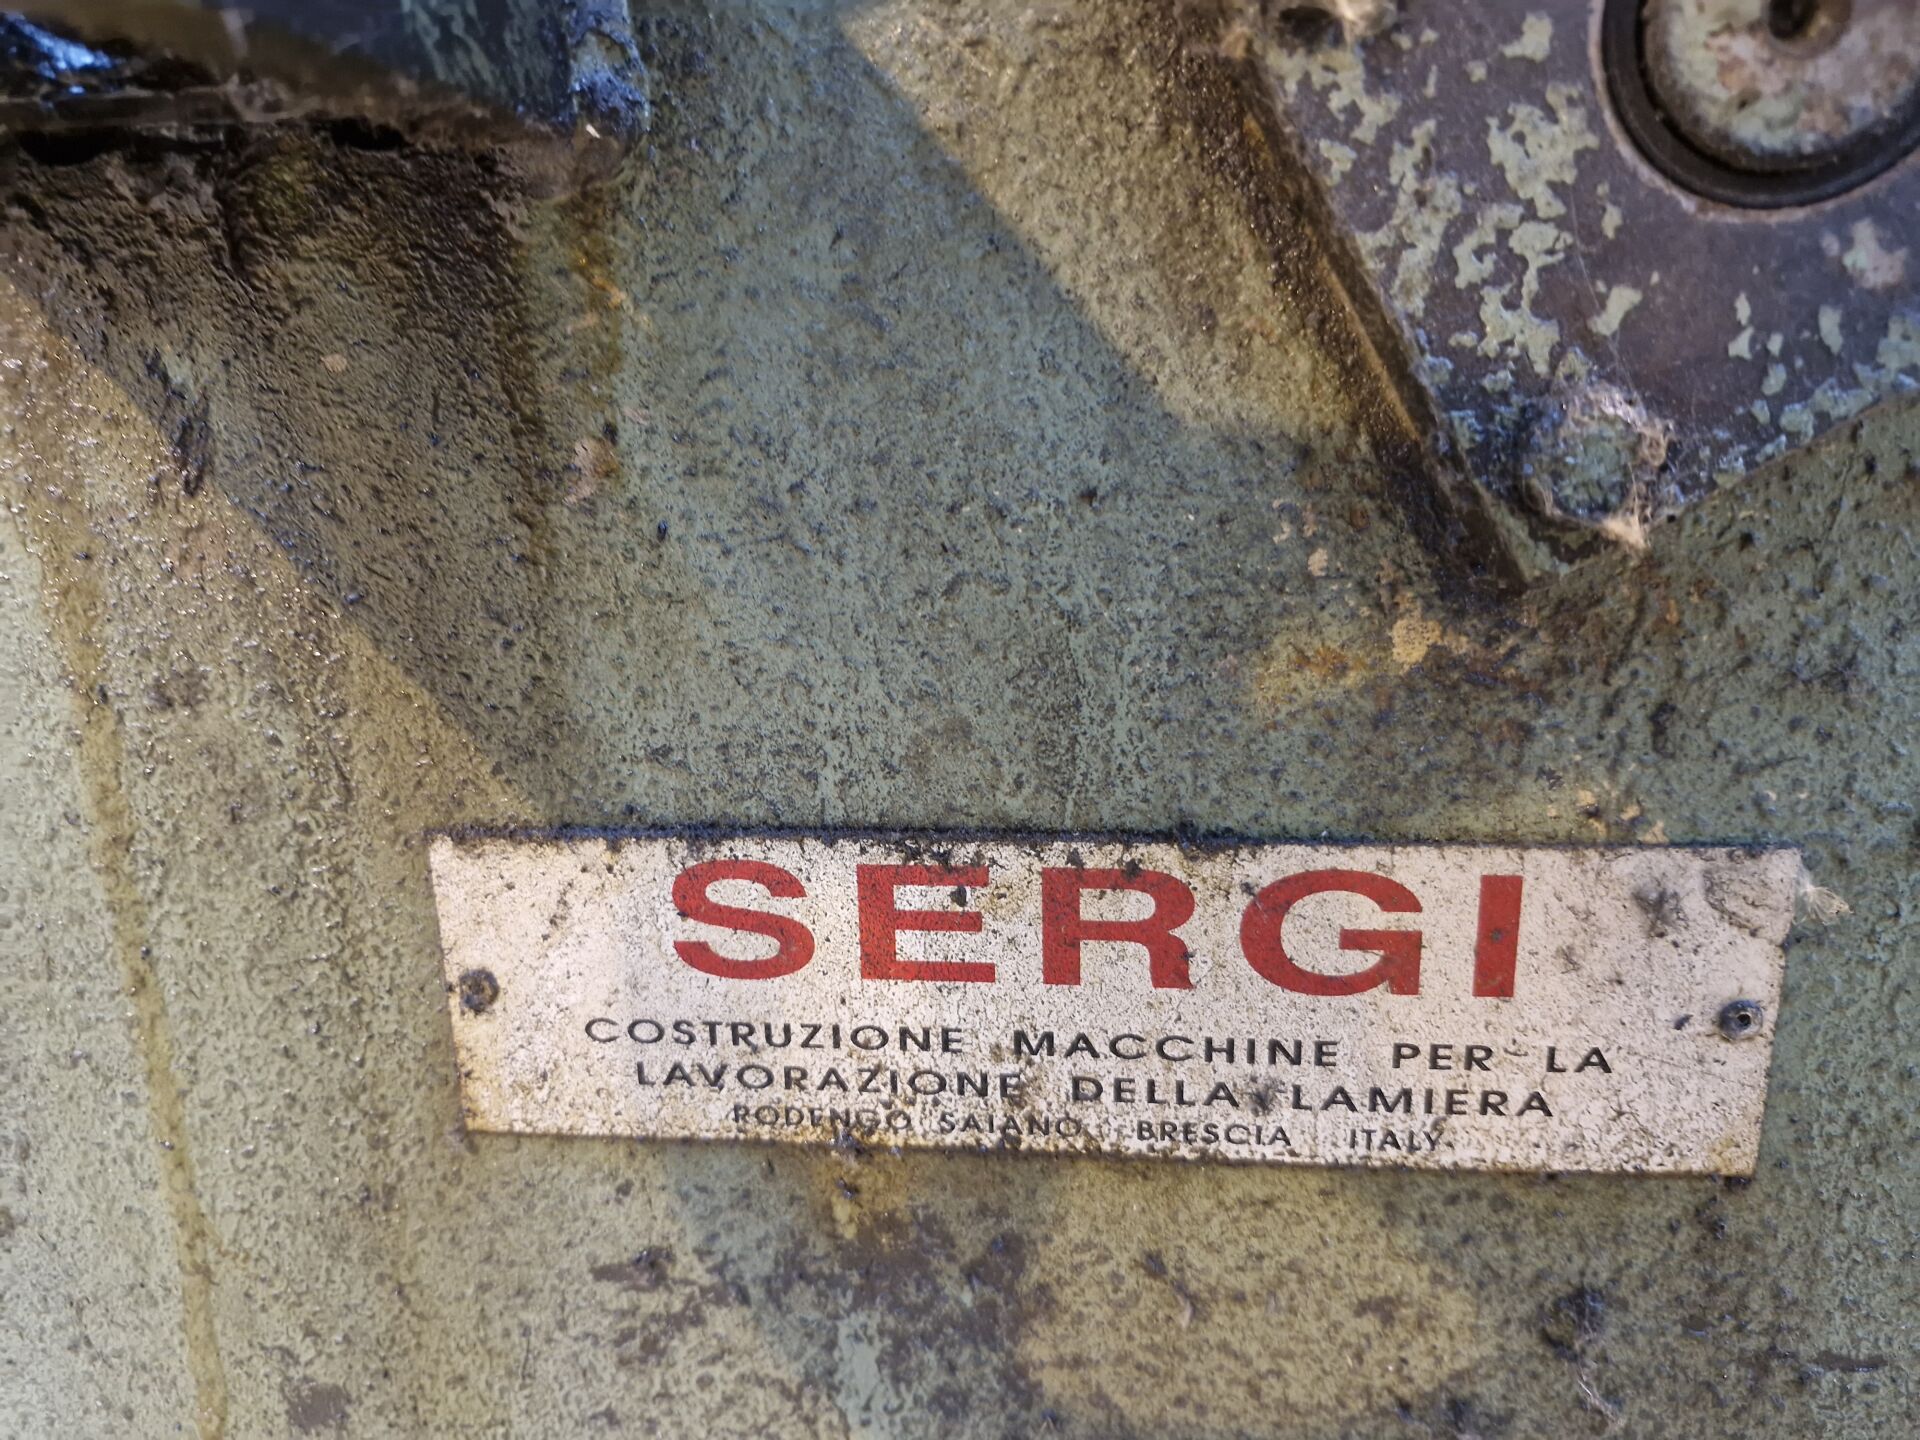 SERGI
COSTRUZIONE MACCHINE PER LA
LAVORAZIONE DELLA LAMIERA
RODENGO SAIANO BRESCIA ITALY